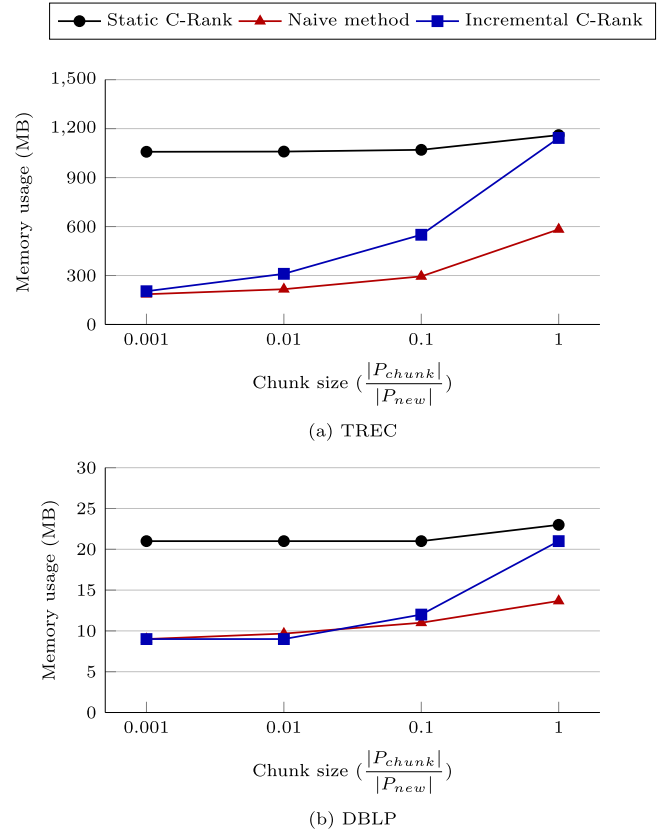 Static C-Rank Naive method Incremental C-Rank
1,500
1,200
900
600
300
0
Memory usage (MB)
0.001 0.01 0.1 1
Chunk size (|P_chunk| / |P_new|)
(a) TREC
30
25
20
15
10
5
0
Memory usage (MB)
0.001 0.01 0.1 1
Chunk size (|P_chunk| / |P_new|)
(b) DBLP